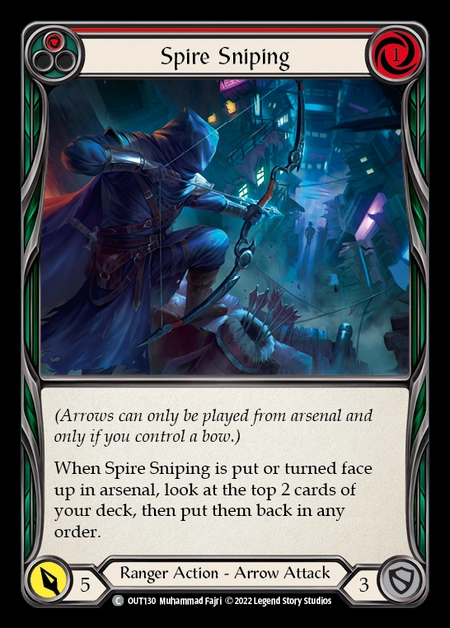 Spire Sniping
1
(Arrows can only be played from arsenal and
only if you control a bow.)
When Spire Sniping is put or turned face
up in arsenal, look at the top 2 cards of
your deck, then put them back in any
order.
5
Ranger Action - Arrow Attack
3
C OUT130 Muhammad Fajri © 2022 Legend Story Studios